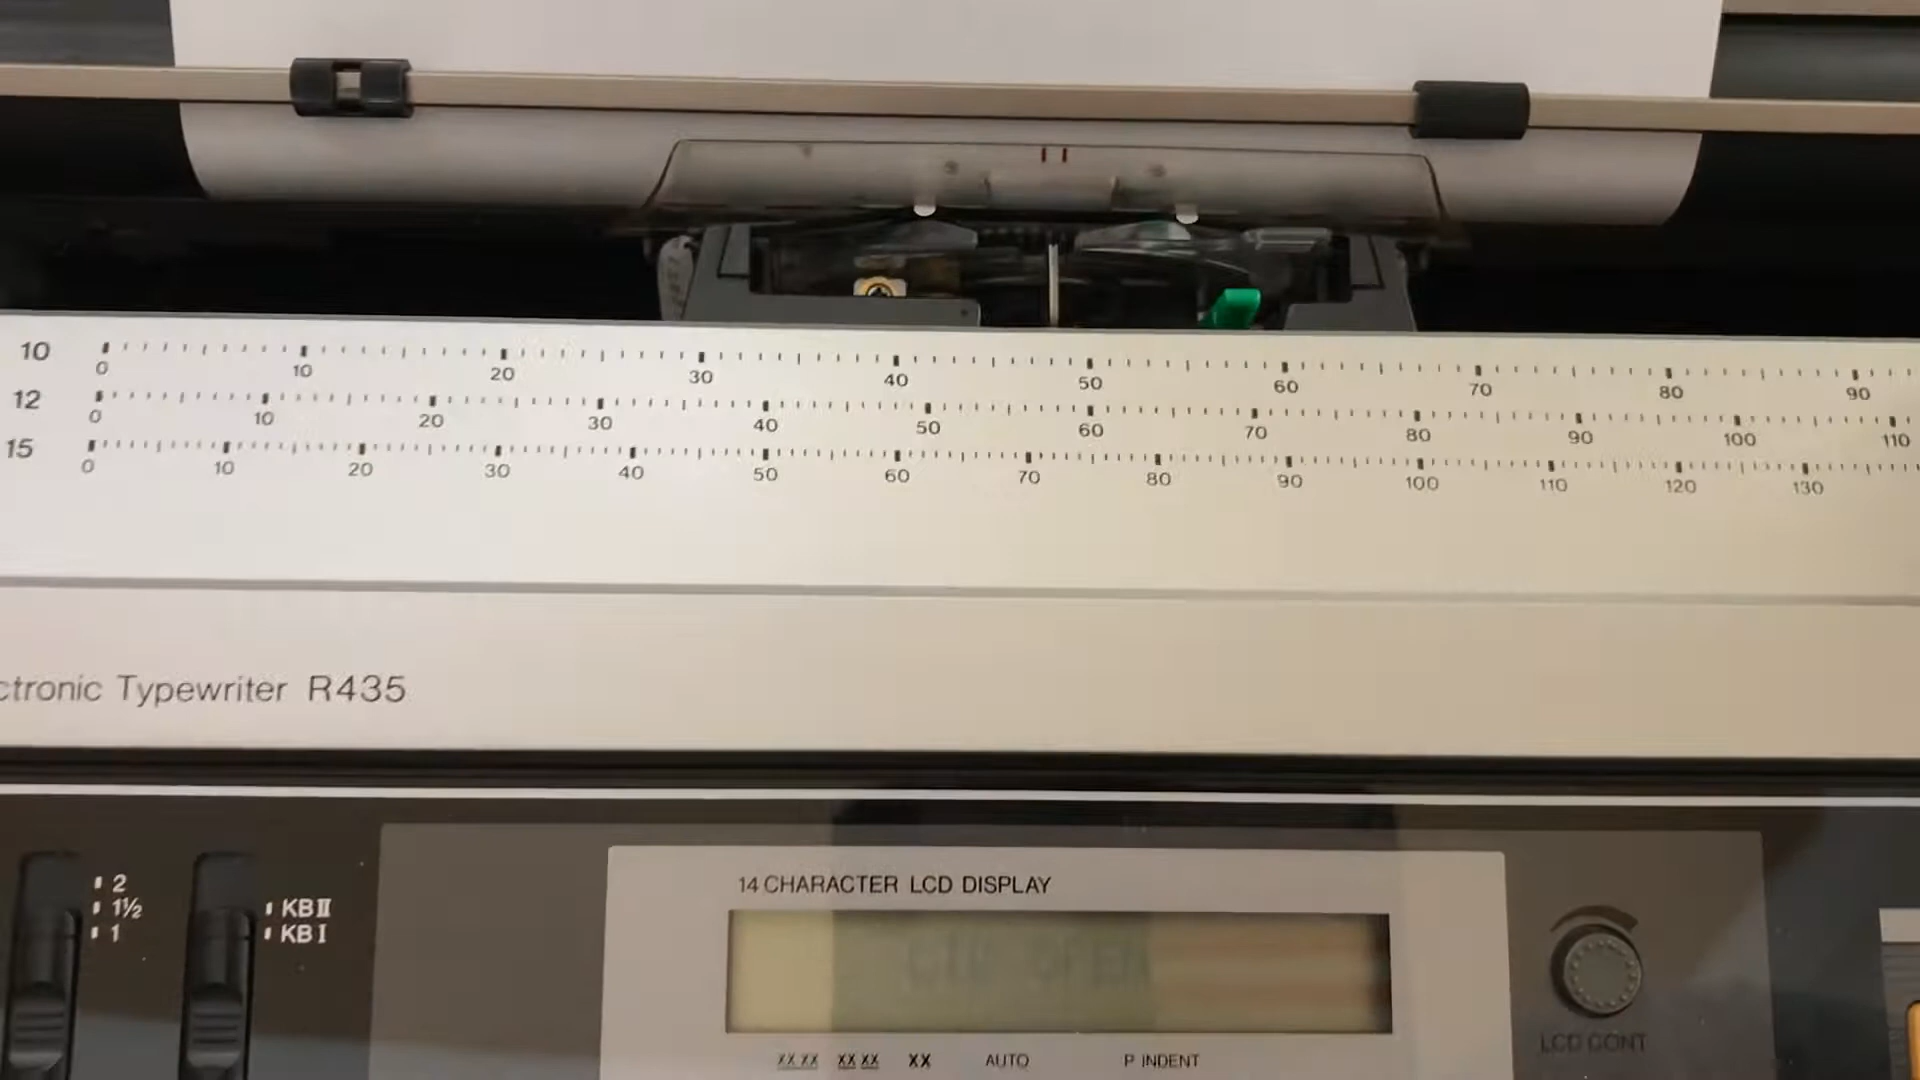 10
0 10 20 30 40 50 60 70 80 90
12
0 10 20 30 40 50 60 70 80 90 100 110
15
0 10 20 30 40 50 60 70 80 90 100 110 120 130
ctronic Typewriter R435
2
1½
1
KBⅡ
KBⅠ
14 CHARACTER LCD DISPLAY
XX XX XX XX XX AUTO P INDENT
LCD CONT